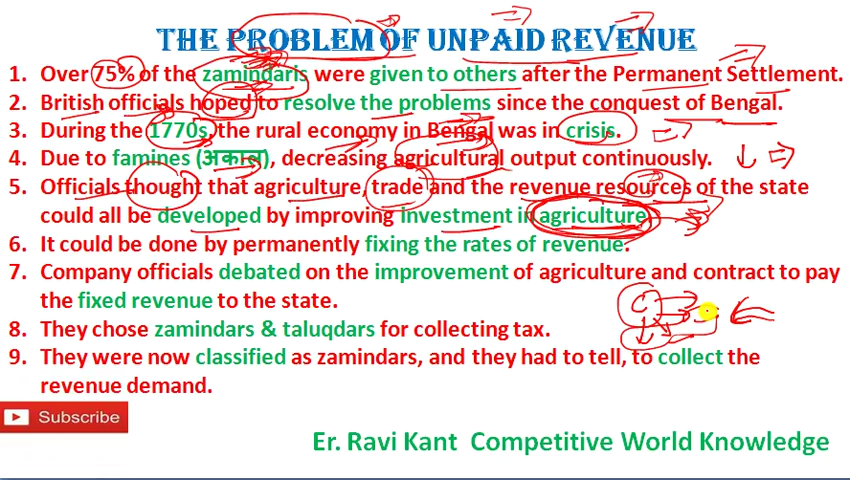 THE PROBLEM OF UNPAID REVENUE
1. Over 75% of the zamindaris were given to others after the Permanent Settlement.
2. British officials hoped to resolve the problems since the conquest of Bengal.
3. During the 1770s, the rural economy in Bengal was in crisis.
4. Due to famines (अकाल), decreasing agricultural output continuously.
5. Officials thought that agriculture, trade and the revenue resources of the state
could all be developed by improving investment in agriculture.
6. It could be done by permanently fixing the rates of revenue.
7. Company officials debated on the improvement of agriculture and contract to pay
the fixed revenue to the state.
8. They chose zamindars & taluqdars for collecting tax.
9. They were now classified as zamindars, and they had to tell, to collect the
revenue demand.
Subscribe
Er. Ravi Kant Competitive World Knowledge